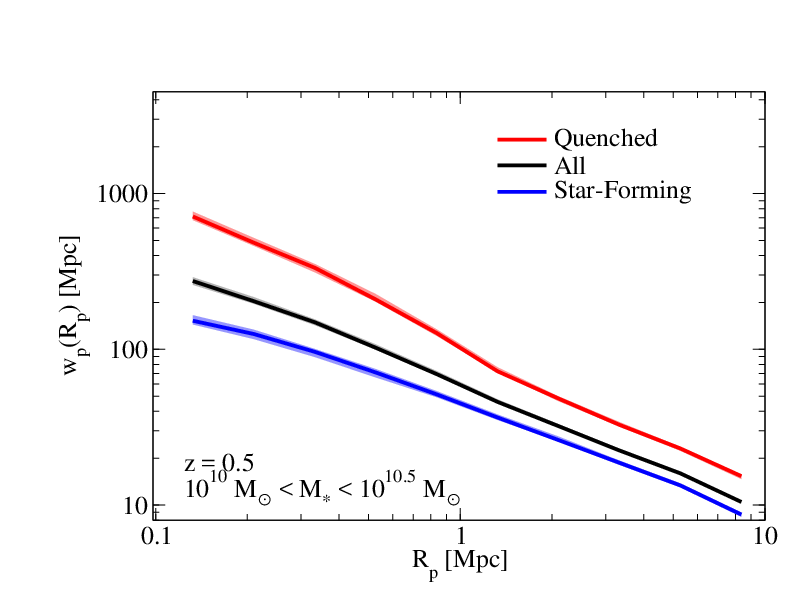 Quenched
All
Star-Forming
1000
100
10
w_p(R_p) [Mpc]
z = 0.5
10^10 M_⊙ < M_* < 10^10.5 M_⊙
0.1 1 10
R_p [Mpc]